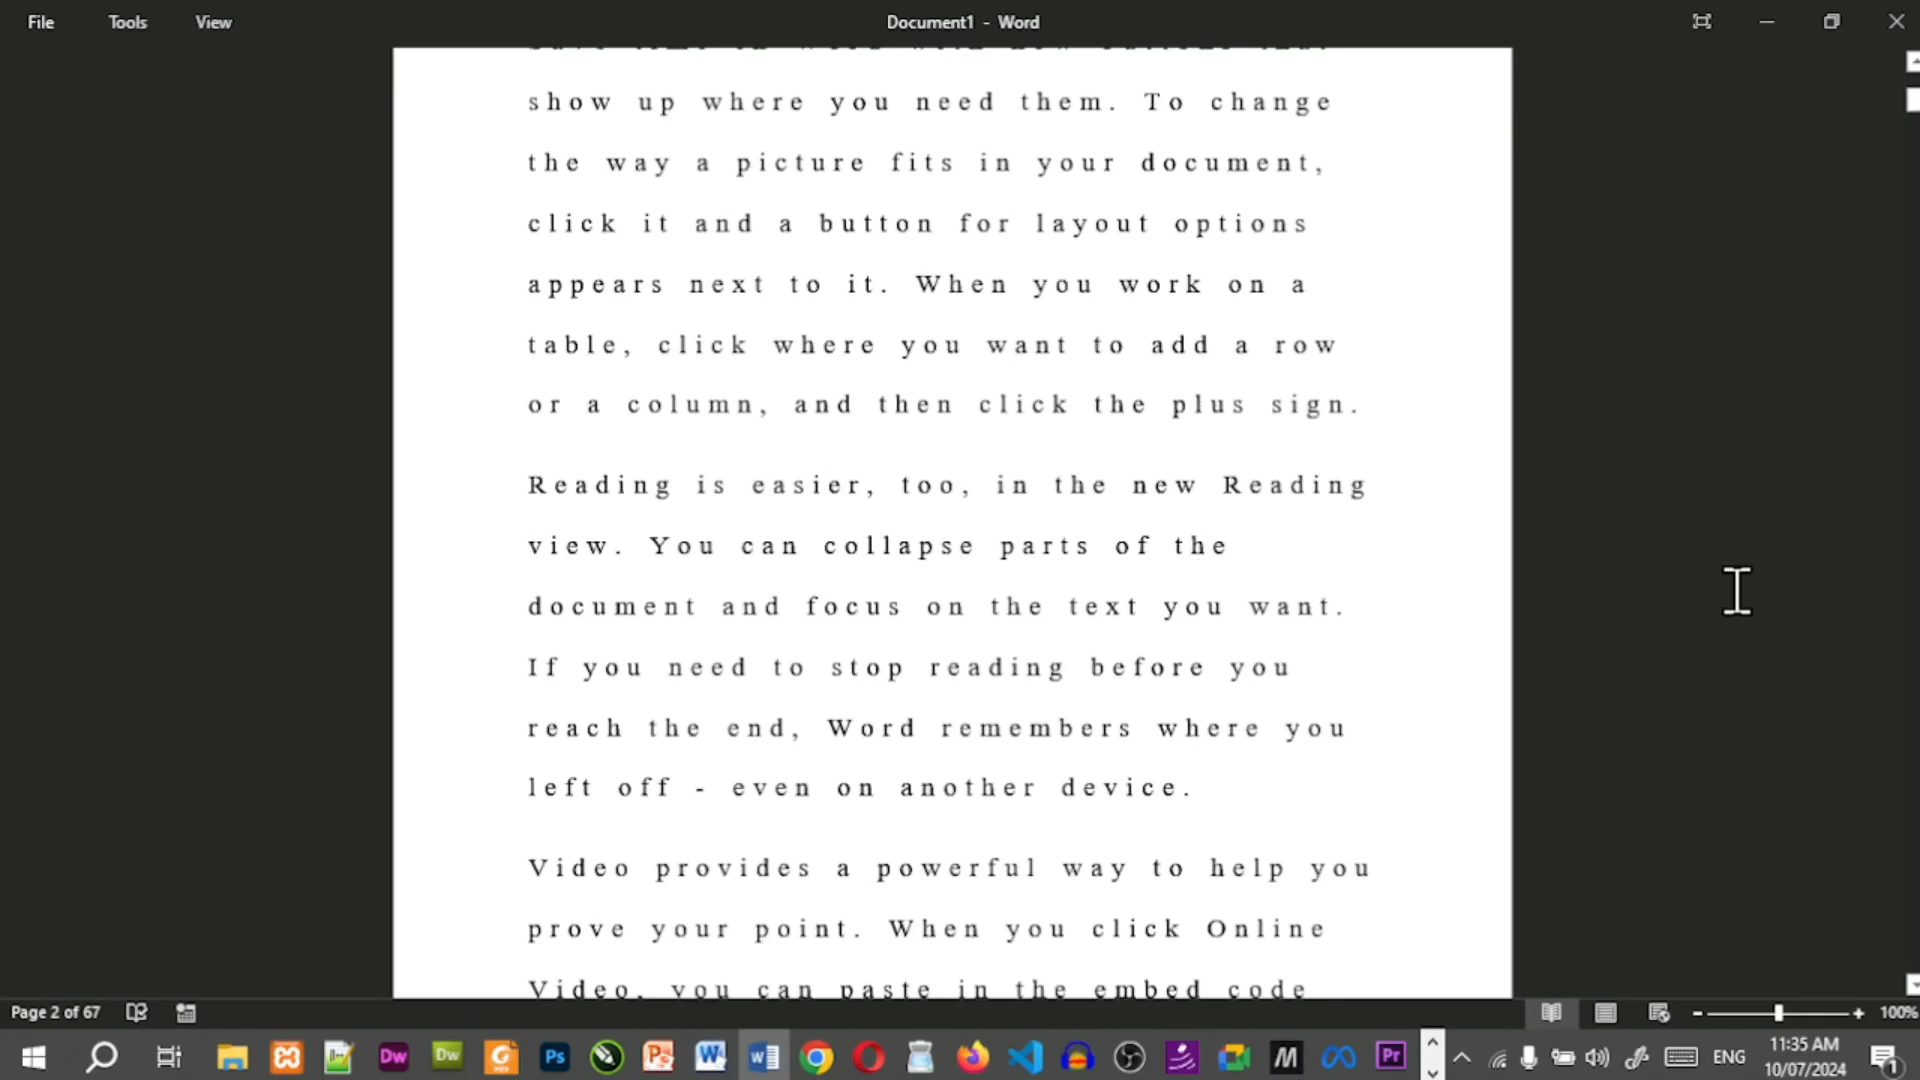 File Tools View Document1 - Word
show up where you need them. To change
the way a picture fits in your document,
click it and a button for layout options
appears next to it. When you work on a
table, click where you want to add a row
or a column, and then click the plus sign.
Reading is easier, too, in the new Reading
view. You can collapse parts of the
document and focus on the text you want.
If you need to stop reading before you
reach the end, Word remembers where you
left off - even on another device.
Video provides a powerful way to help you
prove your point. When you click Online
Video, you can paste in the embed code
Page 2 of 67 100%
Dw Dw Ps Pr ENG 11:35 AM
10/07/2024 1